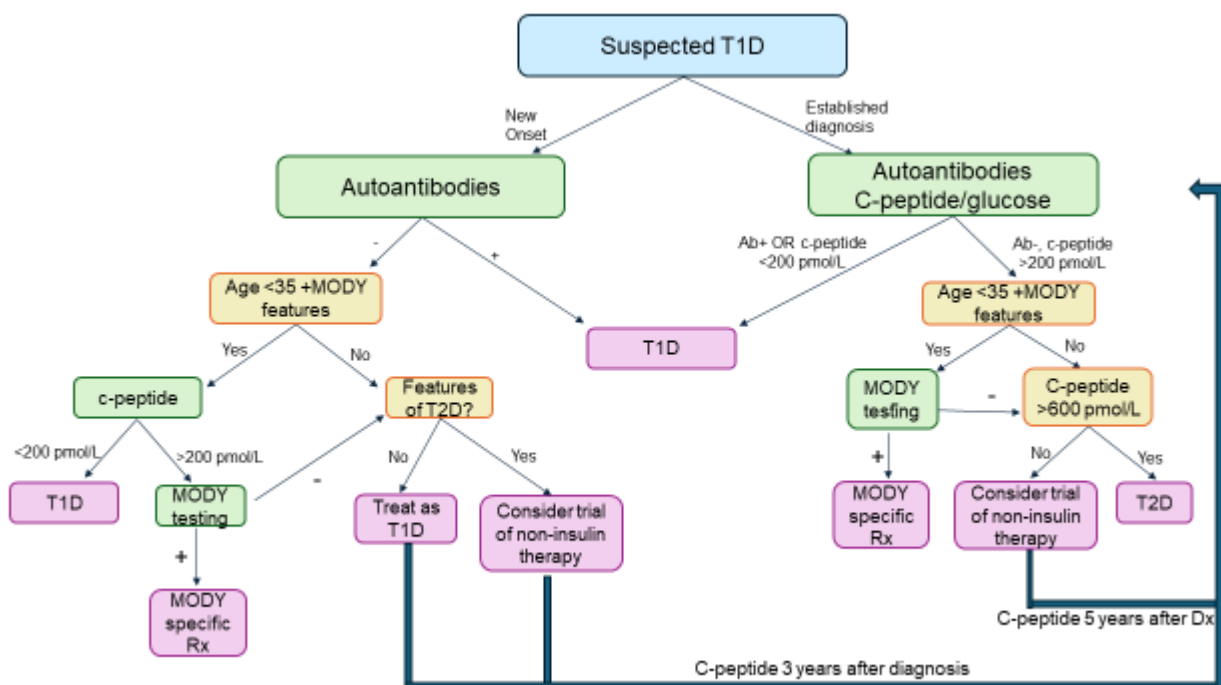 Suspected T1D
New
Onset
Established
diagnosis
Autoantibodies
Autoantibodies
C-peptide/glucose
-
+
Ab+ OR c-peptide
<200 pmol/L
Ab-, c-peptide
>200 pmol/L
Age <35 +MODY
features
Age <35 +MODY
features
T1D
Yes
No
Yes
No
c-peptide
Features
of T2D?
MODY
testing
-
C-peptide
>600 pmol/L
<200 pmol/L
>200 pmol/L
-
No
Yes
+
No
Yes
T1D
MODY
testing
Treat as
T1D
Consider trial
of non-insulin
therapy
MODY
specific
Rx
Consider trial
of non-insulin
therapy
T2D
+
MODY
specific
Rx
C-peptide 5 years after Dx
C-peptide 3 years after diagnosis